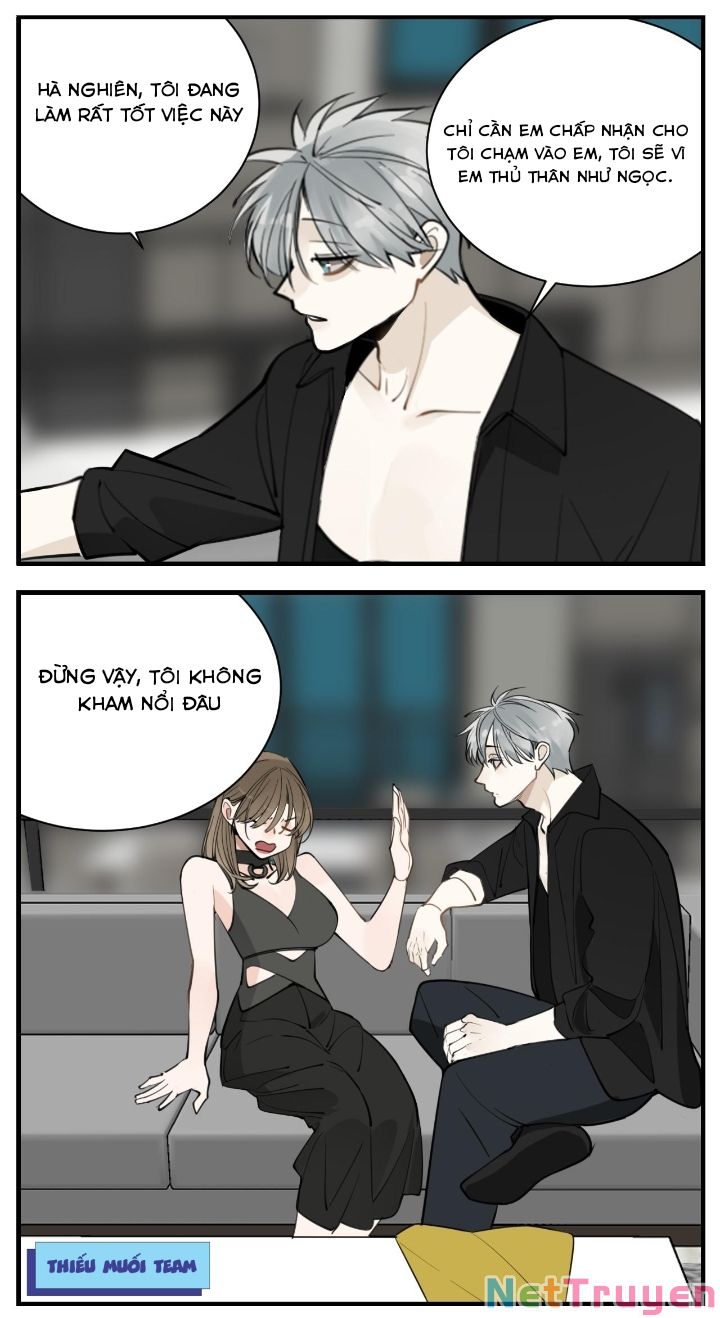 HÀ NGHIÊN, TÔI ĐANG
LÀM RẤT TỐT VIỆC NÀY
CHỈ CẦN EM CHẤP NHẬN CHO
TÔI CHẠM VÀO EM, TÔI SẼ VÌ
EM THỦ THÂN NHƯ NGỌC.
ĐỪNG VẬY, TÔI KHÔNG
KHAM NỔI ĐÂU
THIẾU MUỐI TEAM
NetTruyen